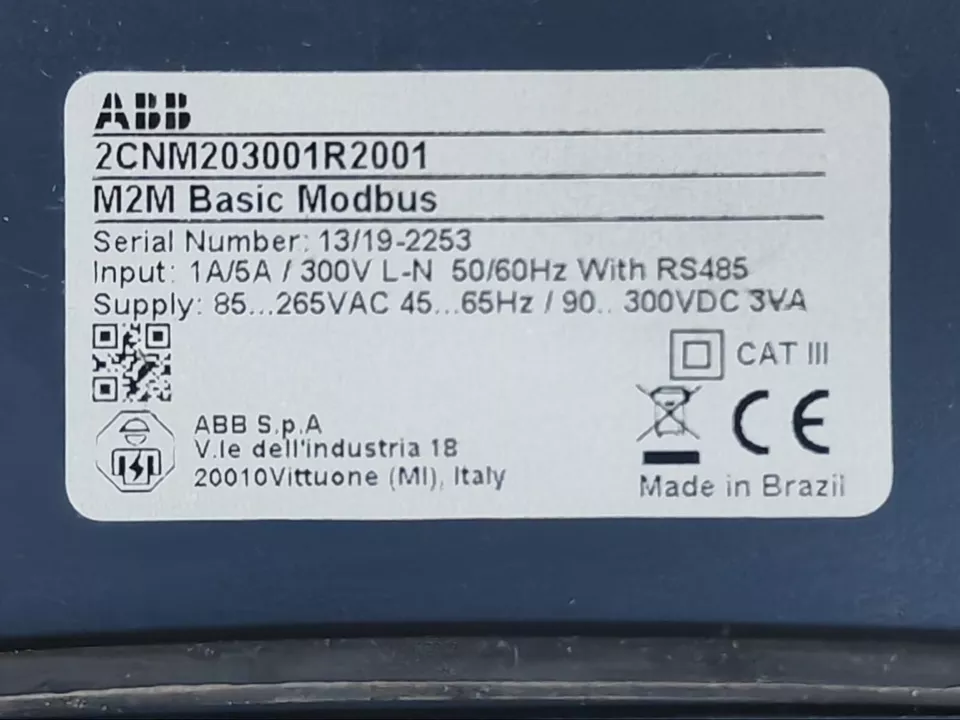 ABB
2CNM203001R2001
M2M Basic Modbus
Serial Number: 13/19-2253
Input: 1A/5A / 300V L-N 50/60Hz With RS485
Supply: 85...265VAC 45...65Hz / 90.. 300VDC 3VA
CAT III
ABB S.p.A
V.le dell'industria 18
20010Vittuone (MI), Italy
CE
Made in Brazil